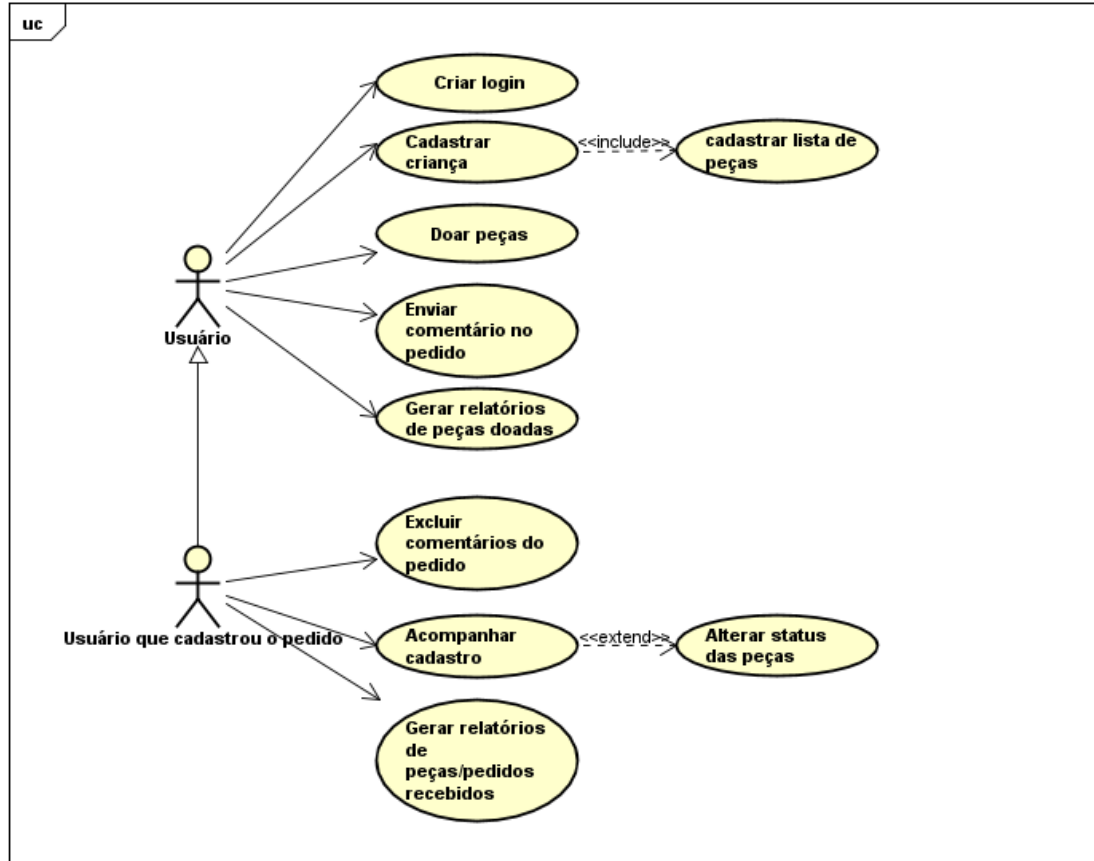 uc
Criar login
Cadastrar
criança
<<include>>
cadastrar lista de
peças
Doar peças
Enviar
comentário no
pedido
Usuário
Gerar relatórios
de peças doadas
Excluir
comentários do
pedido
Usuário que cadastrou o pedido
Acompanhar
cadastro
<<extend>>
Alterar status
das peças
Gerar relatórios
de
peças/pedidos
recebidos